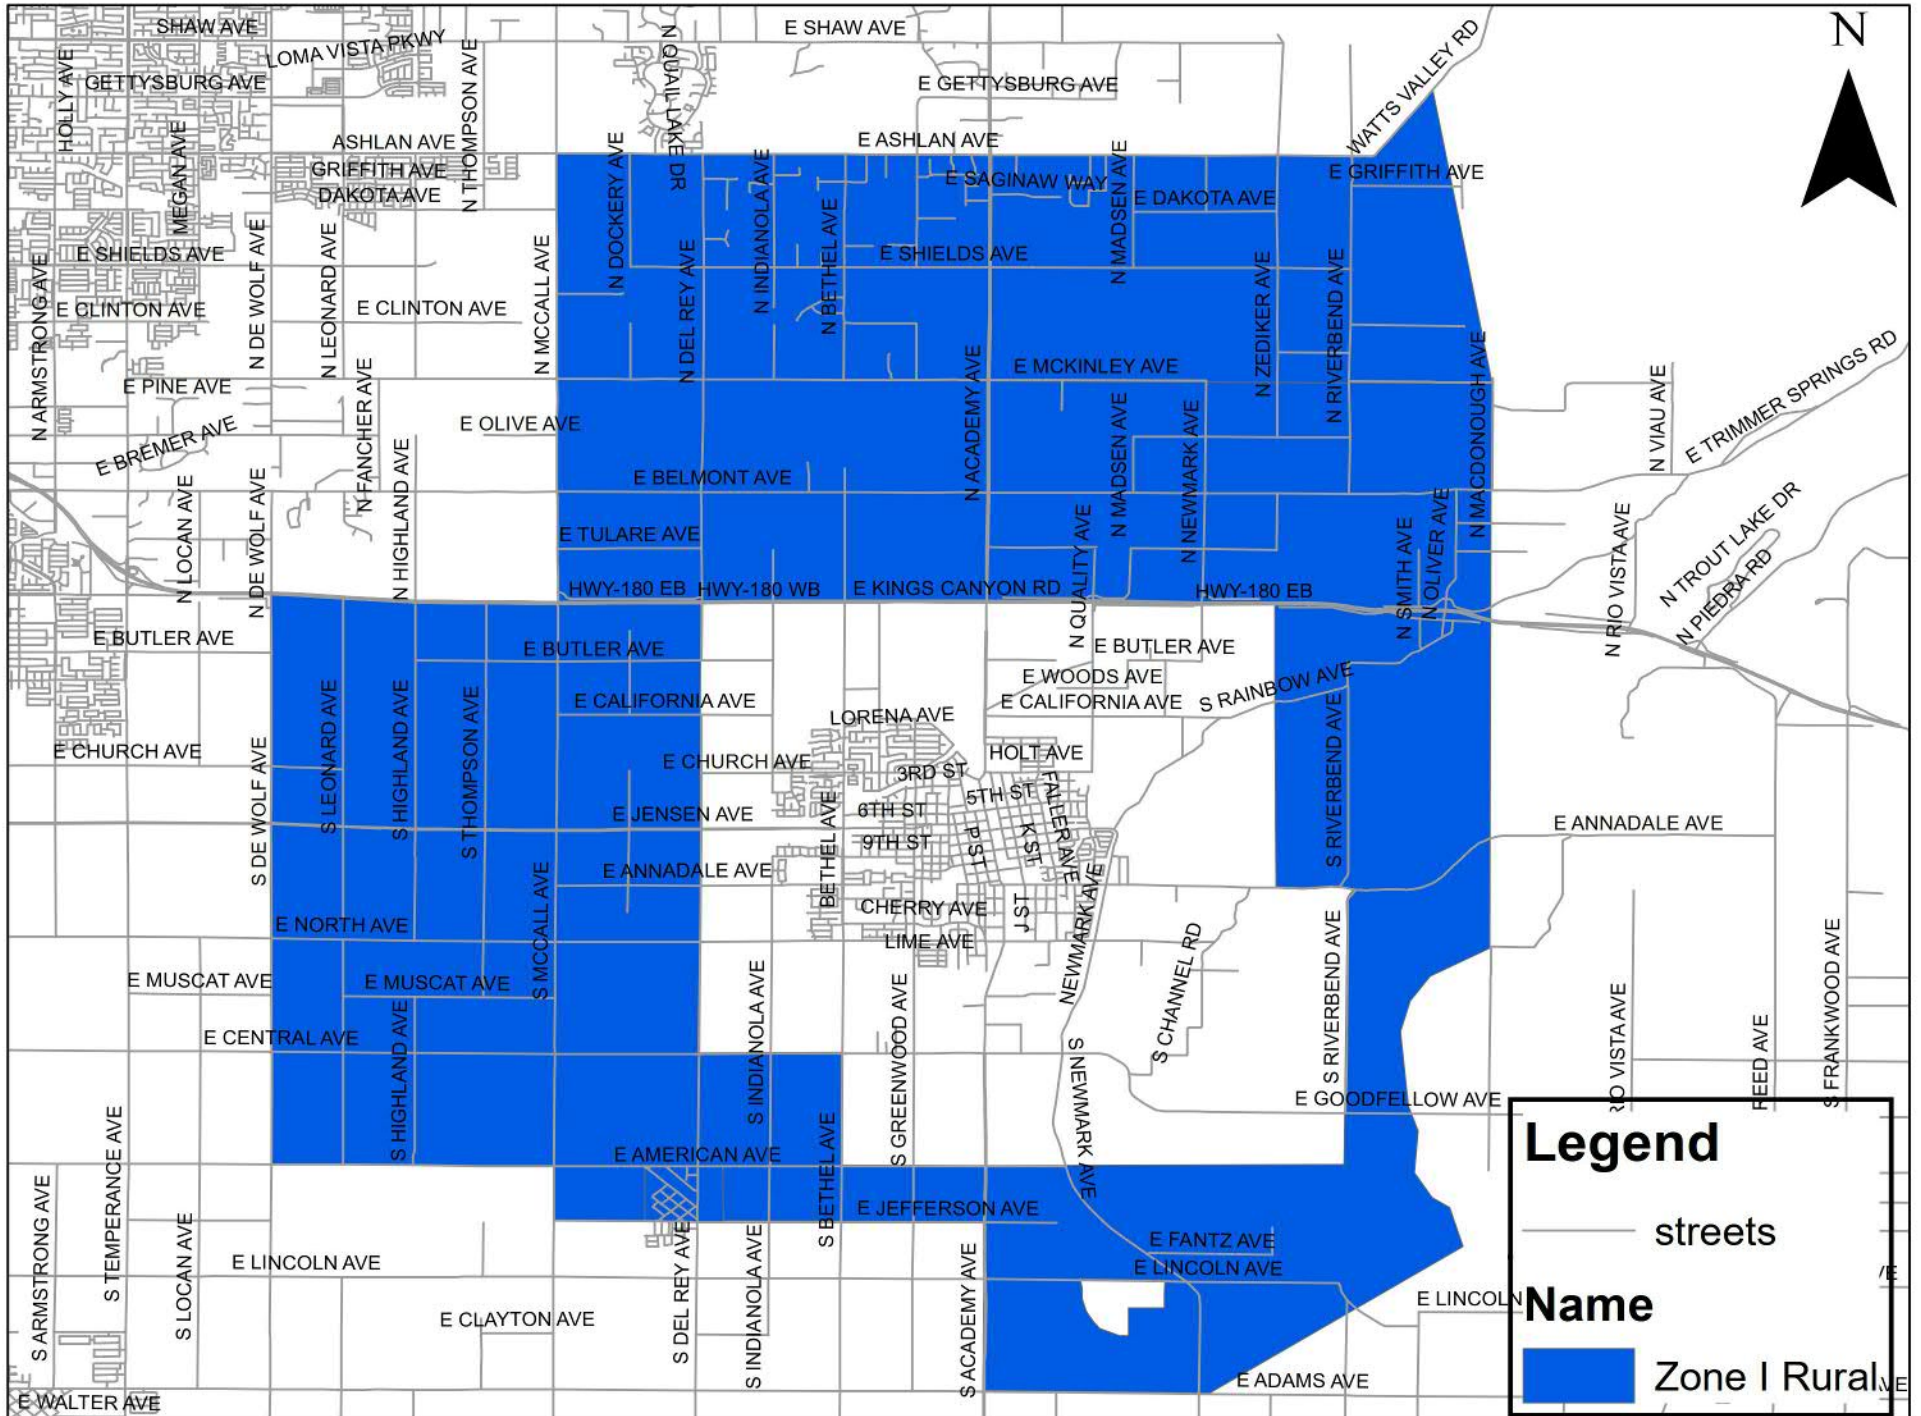 SHAW AVE
E SHAW AVE
N
LOMA VISTA PKWY
HOLLY AVE
GETTYSBURG AVE
N THOMPSON AVE
N QUAIL LAKE DR
E GETTYSBURG AVE
WATTS VALLEY RD
MEGAN AVE
ASHLAN AVE
E ASHLAN AVE
GRIFFITH AVE
DAKOTA AVE
N DOCKERY AVE
N INDIANOLA AVE
E SAGINAW WAY
N MADSEN AVE
E DAKOTA AVE
E GRIFFITH AVE
E SHIELDS AVE
N DE WOLF AVE
N LEONARD AVE
N MCCALL AVE
N DEL REY AVE
N BETHEL AVE
E SHIELDS AVE
N ZEDIKER AVE
N RIVERBEND AVE
N ARMSTRONG AVE
E CLINTON AVE
E CLINTON AVE
N MACDONOUGH AVE
E PINE AVE
N FANCHER AVE
N ACADEMY AVE
E MCKINLEY AVE
E TRIMMER SPRINGS RD
N VIAU AVE
E BREMER AVE
E OLIVE AVE
N HIGHLAND AVE
N MADSEN AVE
N NEWMARK AVE
N LOCAN AVE
N DE WOLF AVE
E BELMONT AVE
N QUALITY AVE
N SMITH AVE
N OLIVER AVE
N RIO VISTA AVE
N TROUT LAKE DR
N PIEDRA RD
E TULARE AVE
HWY-180 EB
HWY-180 WB
E KINGS CANYON RD
HWY-180 EB
E BUTLER AVE
E BUTLER AVE
E BUTLER AVE
E WOODS AVE
S LEONARD AVE
S HIGHLAND AVE
S THOMPSON AVE
E CALIFORNIA AVE
E CALIFORNIA AVE
S RAINBOW AVE
LORENA AVE
S RIVERBEND AVE
E CHURCH AVE
S DE WOLF AVE
E CHURCH AVE
HOLT AVE
3RD ST
5TH ST
FALLER AVE
E JENSEN AVE
BETHEL AVE
6TH ST
9TH ST
P ST
K ST
E ANNADALE AVE
E ANNADALE AVE
S MCCALL AVE
CHERRY AVE
J ST
NEWMARK AVE
E NORTH AVE
LIME AVE
S CHANNEL RD
S RIVERBEND AVE
E MUSCAT AVE
E MUSCAT AVE
S INDIANOLA AVE
S GREENWOOD AVE
RIO VISTA AVE
REED AVE
S FRANKWOOD AVE
E CENTRAL AVE
S HIGHLAND AVE
S NEWMARK AVE
E GOODFELLOW AVE
S TEMPERANCE AVE
S BETHEL AVE
E AMERICAN AVE
S ARMSTRONG AVE
S LOCAN AVE
E JEFFERSON AVE
E FANTZ AVE
E LINCOLN AVE
S DEL REY AVE
S INDIANOLA AVE
S ACADEMY AVE
E LINCOLN AVE
E LINCOLN
E CLAYTON AVE
E ADAMS AVE
E WALTER AVE
Legend
streets
Name
Zone I Rural